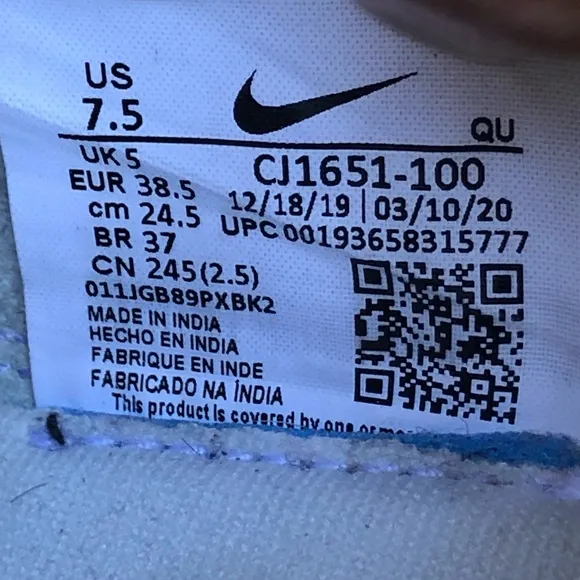 US
7.5
QU
UK 5
EUR 38.5
cm 24.5
BR 37
CN 245(2.5)
CJ1651-100
12/18/19 | 03/10/20
UPC 00193658315777
011JGB89PXBK2
MADE IN INDIA
HECHO EN INDIA
FABRIQUE EN INDE
FABRICADO NA ÍNDIA
This product is covered by one or